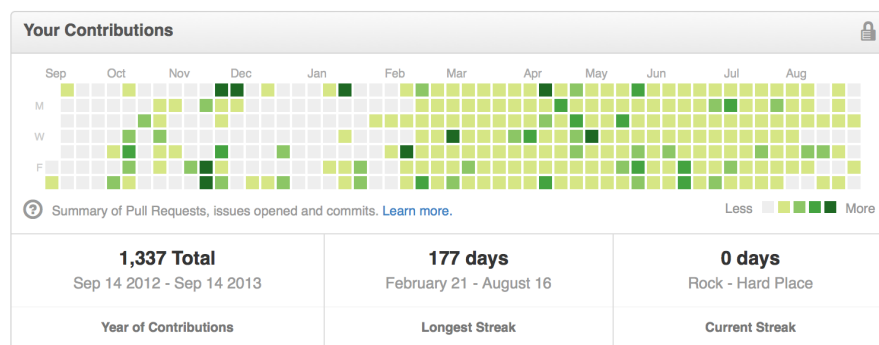 Your Contributions
Sep Oct Nov Dec Jan Feb Mar Apr May Jun Jul Aug
M
W
F
? Summary of Pull Requests, issues opened and commits. Learn more. Less More
1,337 Total 177 days 0 days
Sep 14 2012 - Sep 14 2013 February 21 - August 16 Rock - Hard Place
Year of Contributions Longest Streak Current Streak